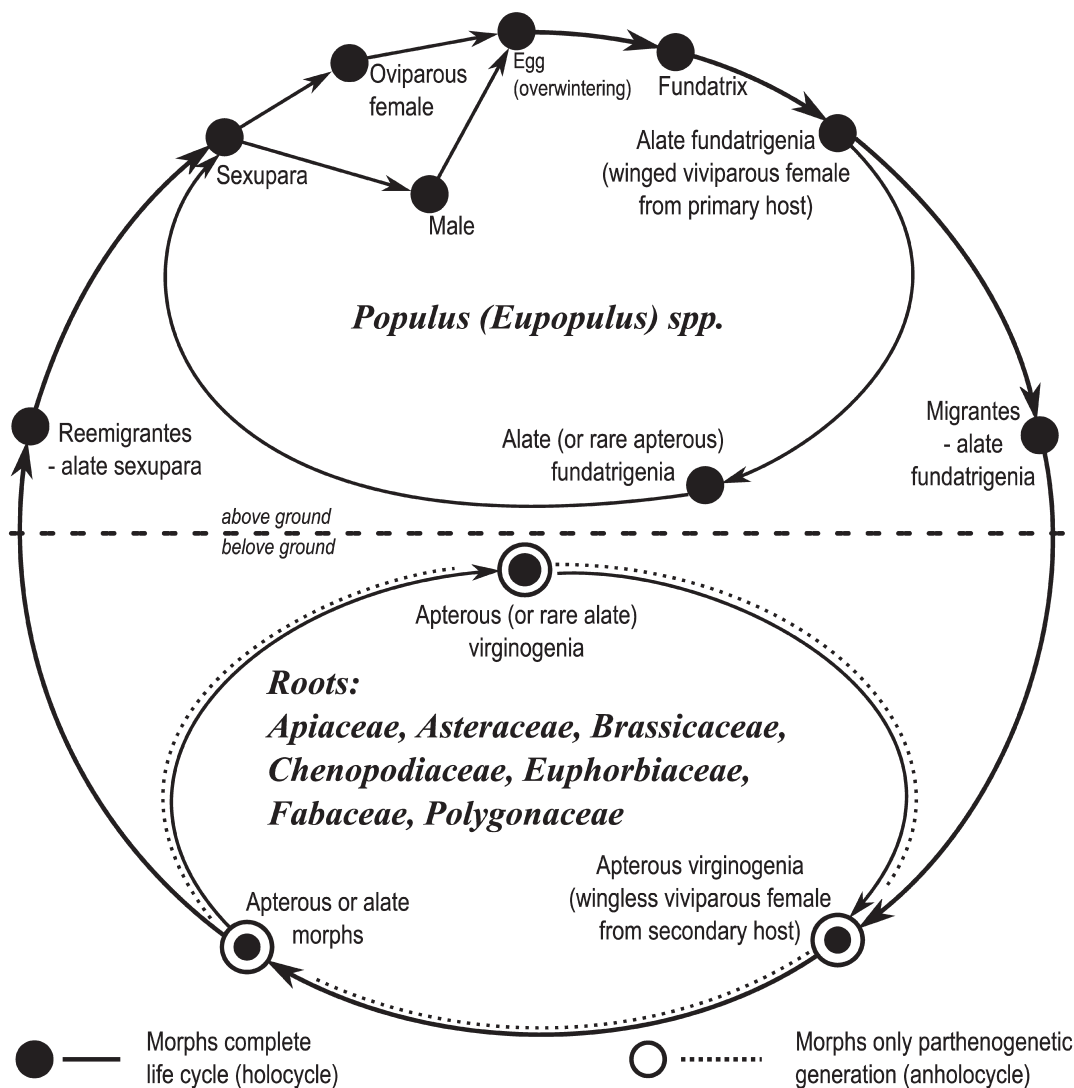 Oviparous
female
Egg
(overwintering)
Fundatrix
Sexupara
Male
Alate fundatrigenia
(winged viviparous female
from primary host)
Populus (Eupopulus) spp.
Reemigrantes
- alate sexupara
Alate (or rare apterous)
fundatrigenia
Migrantes
- alate
fundatrigenia
above ground
belove ground
Apterous (or rare alate)
virginogenia
Roots:
Apiaceae, Asteraceae, Brassicaceae,
Chenopodiaceae, Euphorbiaceae,
Fabaceae, Polygonaceae
Apterous or alate
morphs
Apterous virginogenia
(wingless viviparous female
from secondary host)
Morphs complete
life cycle (holocycle)
Morphs only parthenogenetic
generation (anholocycle)